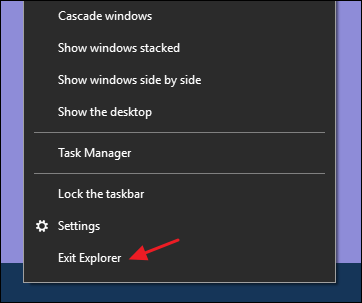 Cascade windows
Show windows stacked
Show windows side by side
Show the desktop
Task Manager
Lock the taskbar
Settings
Exit Explorer